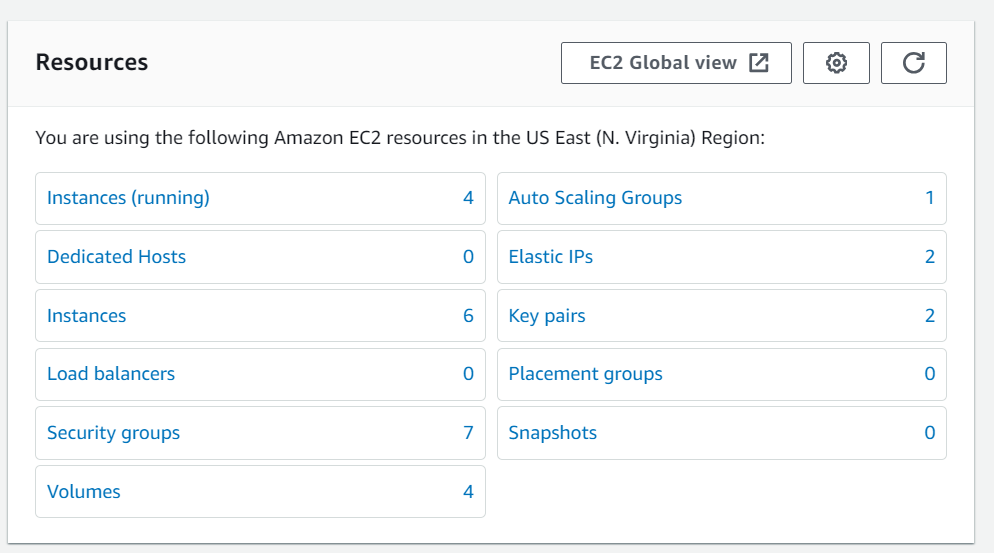 Resources
EC2 Global view
You are using the following Amazon EC2 resources in the US East (N. Virginia) Region:
Instances (running) 4
Auto Scaling Groups 1
Dedicated Hosts 0
Elastic IPs 2
Instances 6
Key pairs 2
Load balancers 0
Placement groups 0
Security groups 7
Snapshots 0
Volumes 4